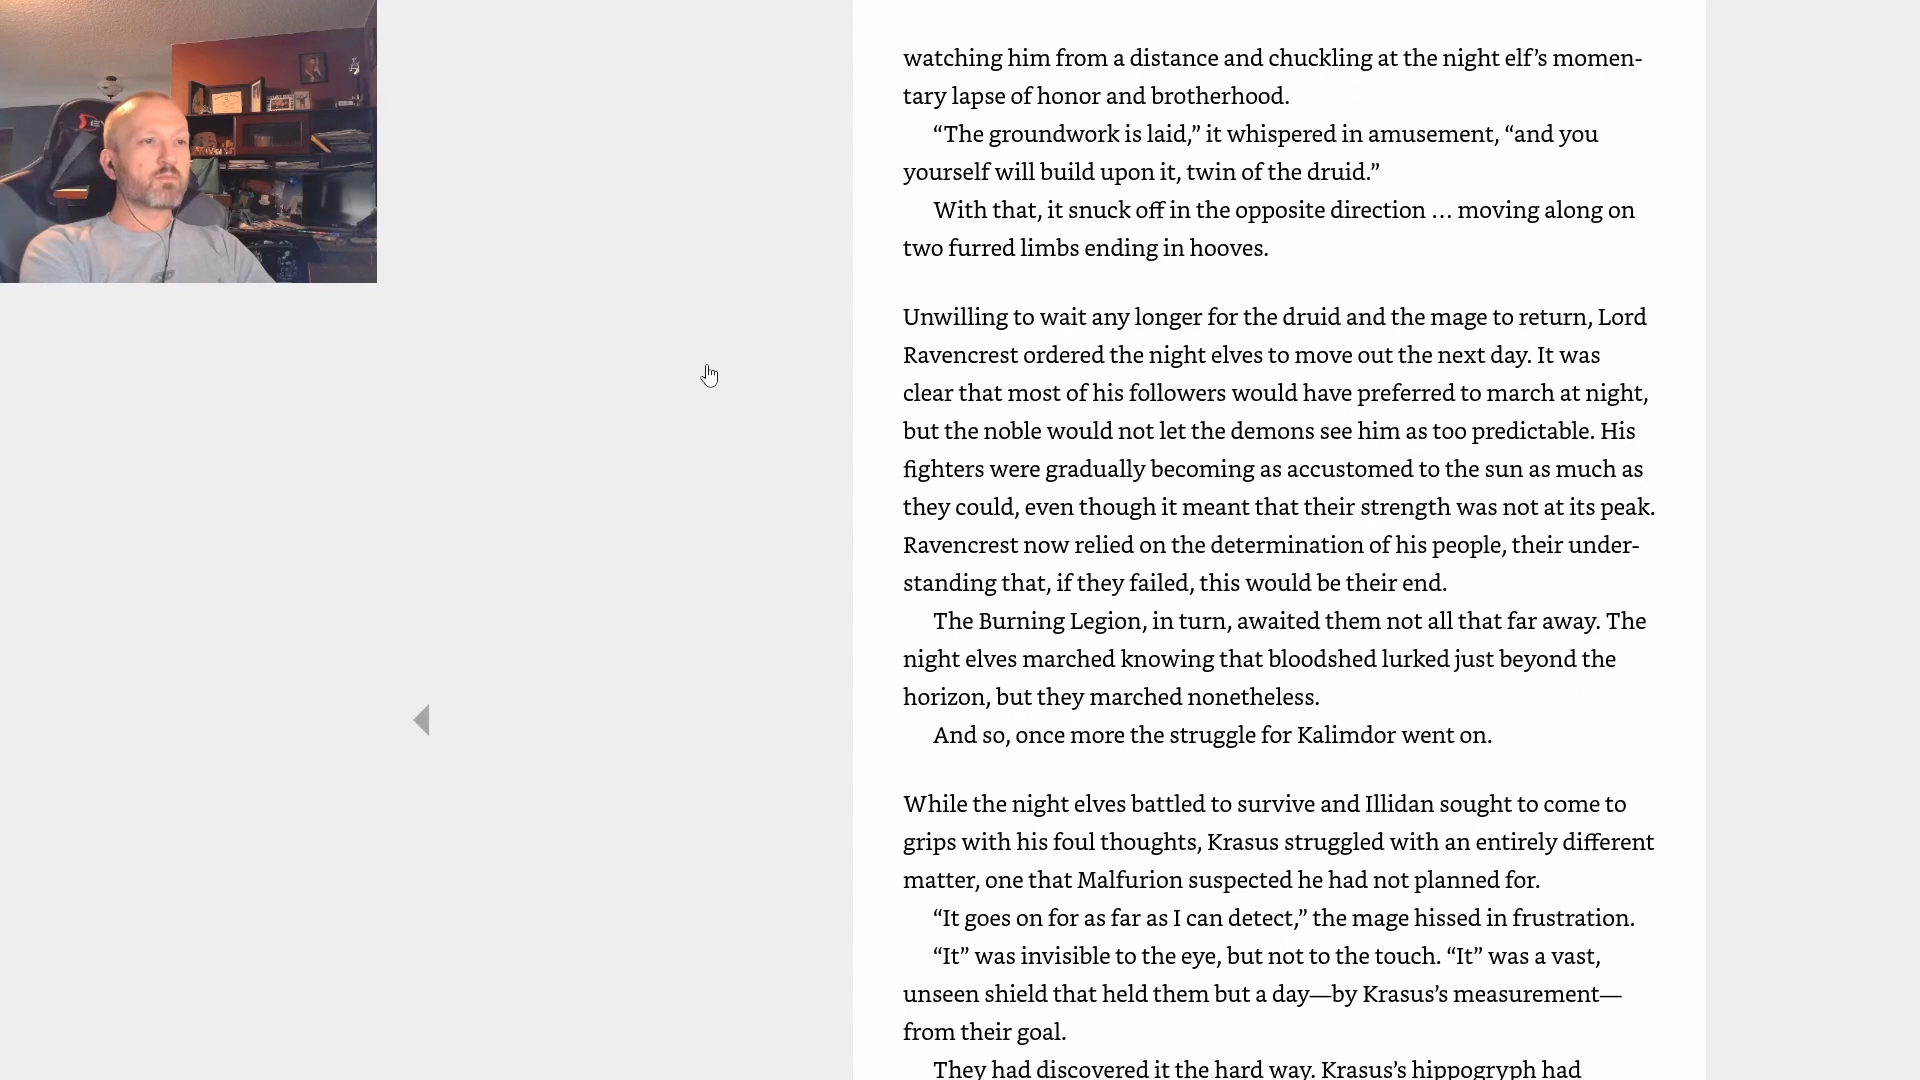 watching him from a distance and chuckling at the night elf’s momen-
tary lapse of honor and brotherhood.
“The groundwork is laid,” it whispered in amusement, “and you
yourself will build upon it, twin of the druid.”
With that, it snuck off in the opposite direction … moving along on
two furred limbs ending in hooves.
Unwilling to wait any longer for the druid and the mage to return, Lord
Ravencrest ordered the night elves to move out the next day. It was
clear that most of his followers would have preferred to march at night,
but the noble would not let the demons see him as too predictable. His
fighters were gradually becoming as accustomed to the sun as much as
they could, even though it meant that their strength was not at its peak.
Ravencrest now relied on the determination of his people, their under-
standing that, if they failed, this would be their end.
The Burning Legion, in turn, awaited them not all that far away. The
night elves marched knowing that bloodshed lurked just beyond the
horizon, but they marched nonetheless.
And so, once more the struggle for Kalimdor went on.
While the night elves battled to survive and Illidan sought to come to
grips with his foul thoughts, Krasus struggled with an entirely different
matter, one that Malfurion suspected he had not planned for.
“It goes on for as far as I can detect,” the mage hissed in frustration.
“It” was invisible to the eye, but not to the touch. “It” was a vast,
unseen shield that held them but a day—by Krasus’s measurement—
from their goal.
They had discovered it the hard way. Krasus’s hippogryph had